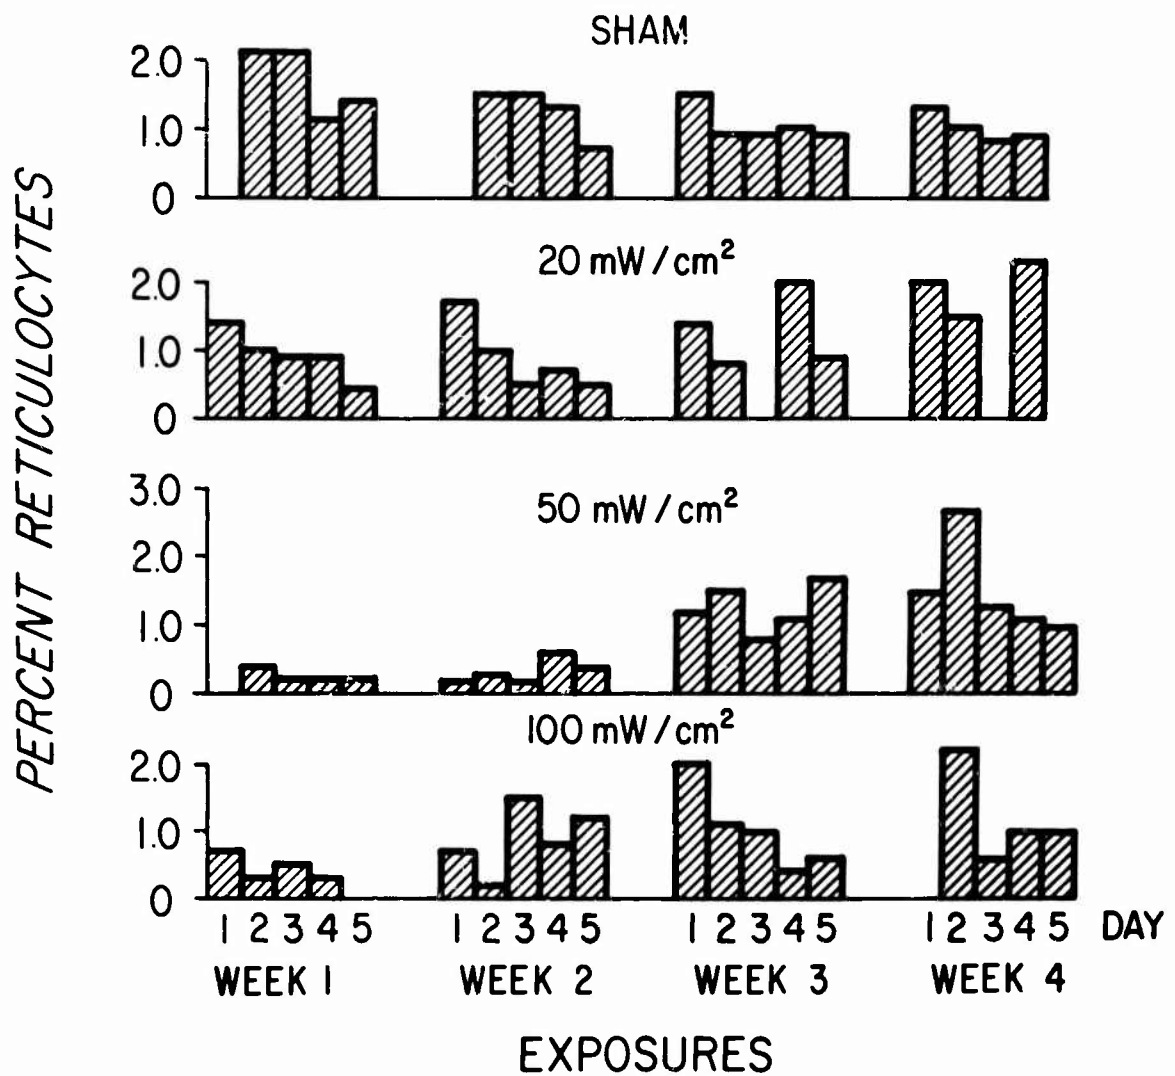 SHAM
2.0
1.0
0
20 mW/cm²
2.0
1.0
0
50 mW/cm²
3.0
2.0
1.0
0
100 mW/cm²
2.0
1.0
0
PERCENT RETICULOCYTES
1 2 3 4 5 1 2 3 4 5 1 2 3 4 5 1 2 3 4 5 DAY
WEEK 1 WEEK 2 WEEK 3 WEEK 4
EXPOSURES